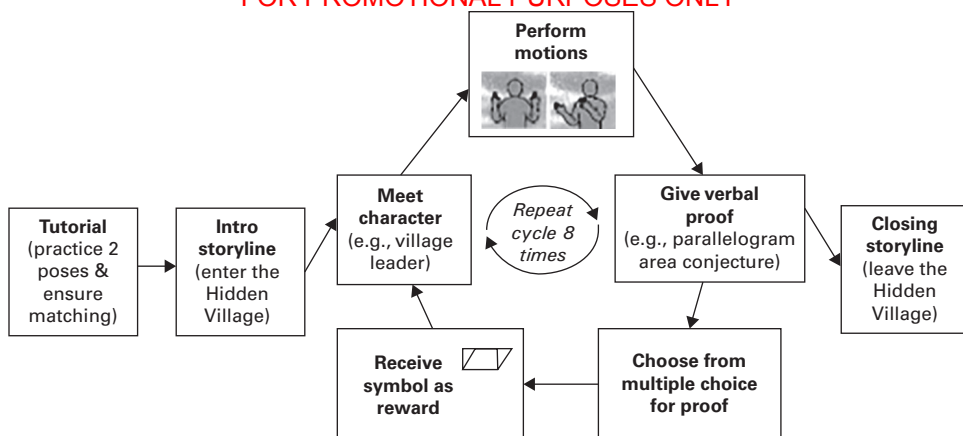 FOR PROMOTIONAL PURPOSES ONLY
Perform
motions
Meet
character
(e.g., village
leader)
Repeat
cycle 8
times
Give verbal
proof
(e.g., parallelogram
area conjecture)
Tutorial
(practice 2
poses &
ensure
matching)
Intro
storyline
(enter the
Hidden
Village)
Closing
storyline
(leave the
Hidden
Village)
Receive
symbol as
reward
Choose from
multiple choice
for proof